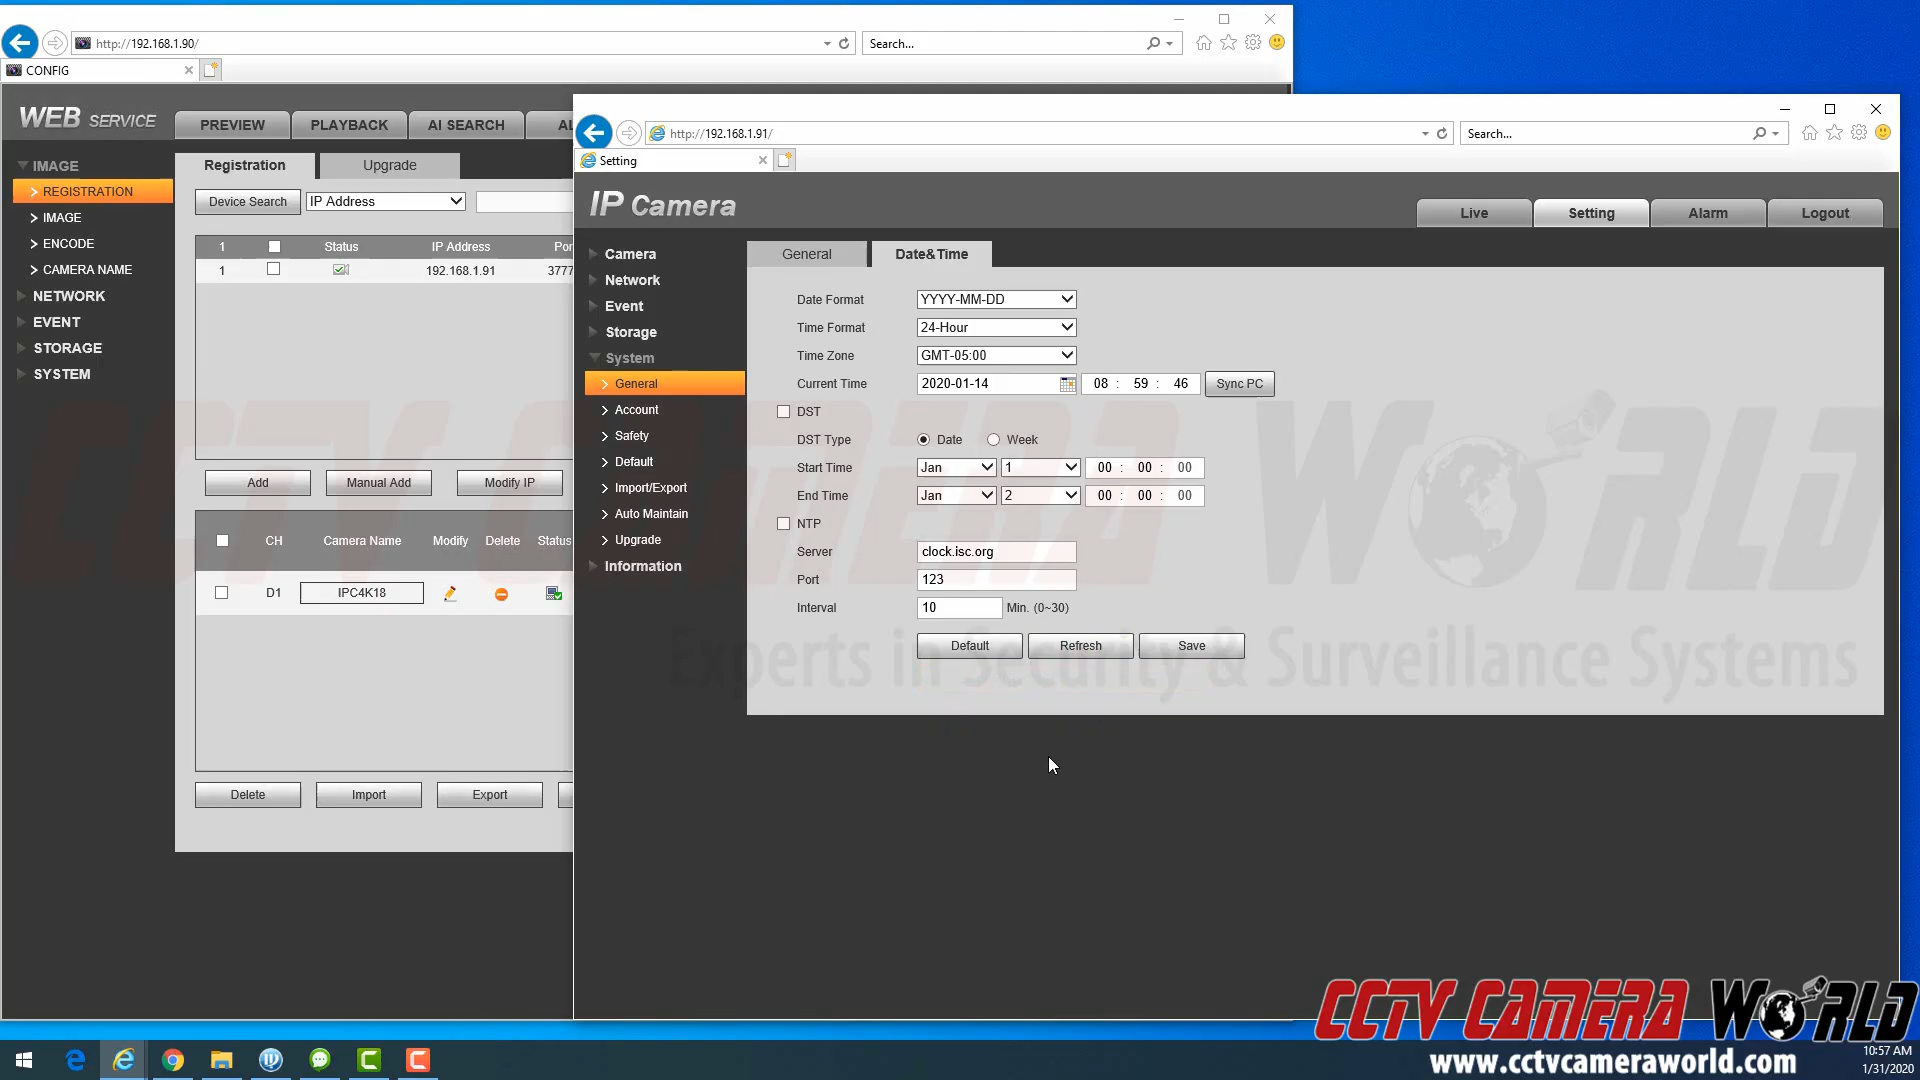 http://192.168.1.90/
Search...
CONFIG
WEB SERVICE
PREVIEW
PLAYBACK
AI SEARCH
IMAGE
REGISTRATION
IMAGE
ENCODE
CAMERA NAME
NETWORK
EVENT
STORAGE
SYSTEM
Registration
Upgrade
Device Search
IP Address
1 Status IP Address Por
1 192.168.1.91 3777
Add
Manual Add
Modify IP
CH Camera Name Modify Delete Status
D1 IPC4K18
Delete
Import
Export
http://192.168.1.91/
Search...
Setting
IP Camera
Live
Setting
Alarm
Logout
Camera
Network
Event
Storage
System
General
Account
Safety
Default
Import/Export
Auto Maintain
Upgrade
Information
General
Date&Time
Date Format YYYY-MM-DD
Time Format 24-Hour
Time Zone GMT-05:00
Current Time 2020-01-14 08 : 59 : 46 Sync PC
DST
DST Type Date Week
Start Time Jan 1 00 : 00 : 00
End Time Jan 2 00 : 00 : 00
NTP
Server clock.isc.org
Port 123
Interval 10 Min. (0~30)
Default
Refresh
Save
CCTV CAMERA WORLD
Experts in Security & Surveillance Systems
CCTV CAMERA WORLD
www.cctvcameraworld.com
10:57 AM
1/31/2020